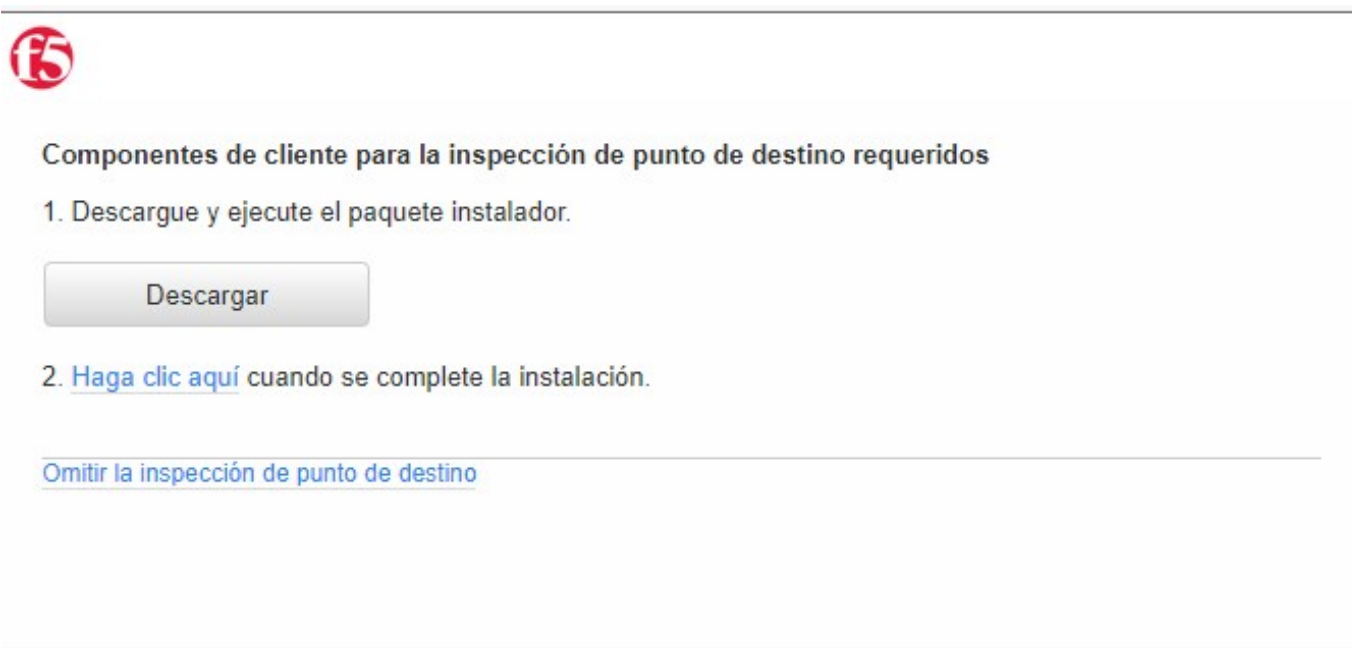 f5
Componentes de cliente para la inspección de punto de destino requeridos
1. Descargue y ejecute el paquete instalador.
Descargar
2. Haga clic aquí cuando se complete la instalación.
Omitir la inspección de punto de destino